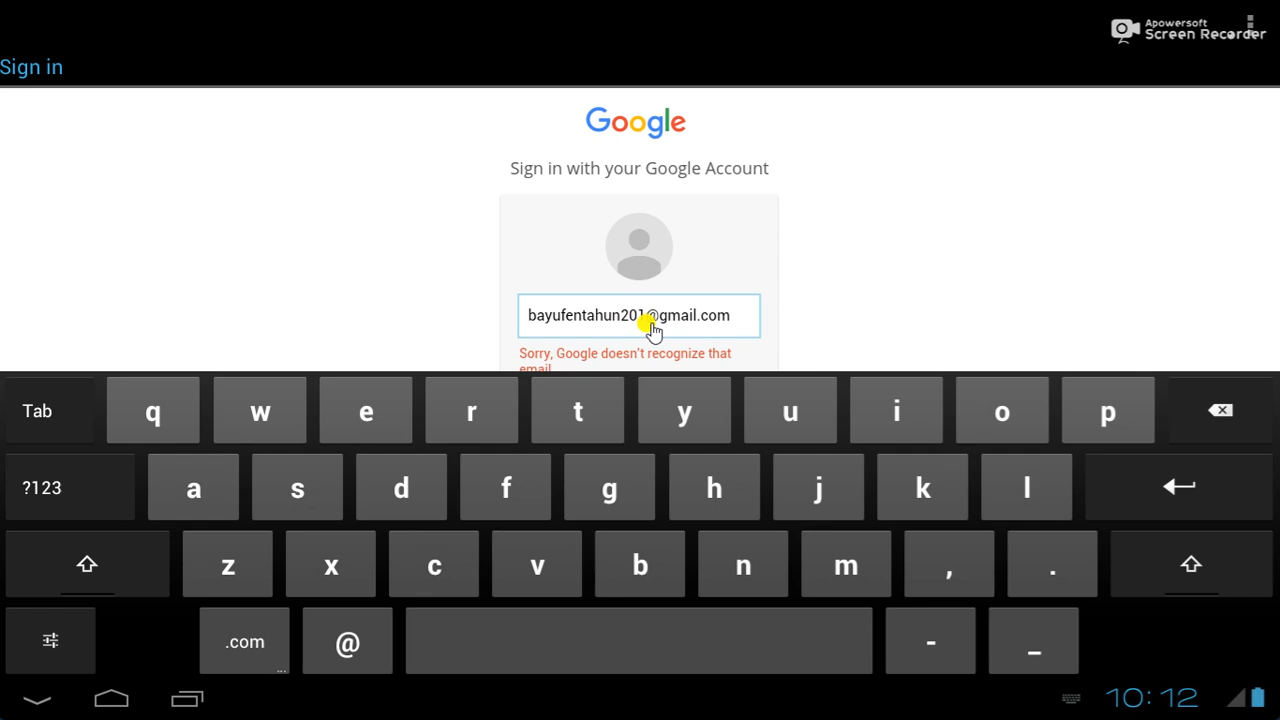 Apowersoft
Screen Recorder
Sign in
Google
Sign in with your Google Account
bayufentahun201@gmail.com
Sorry, Google doesn't recognize that
email.
Tab q w e r t y u i o p
?123 a s d f g h j k l
z x c v b n m , .
.com @ - _
...
10:12